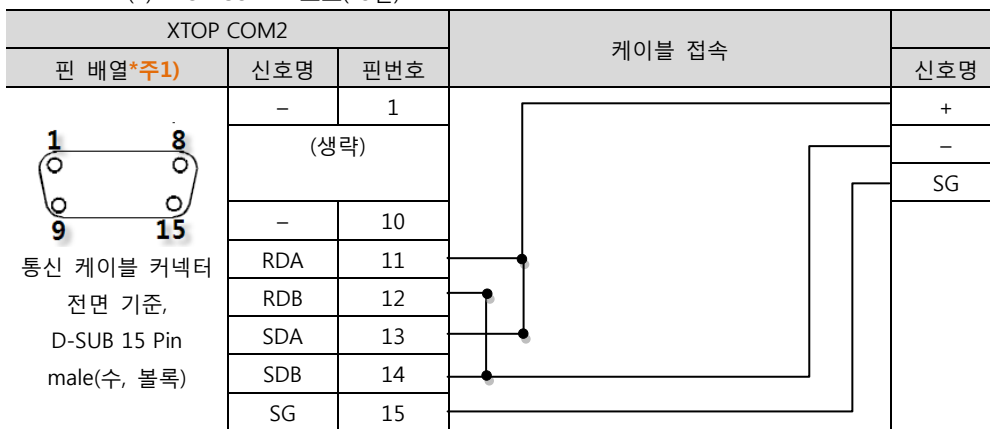 XTOP COM2
케이블 접속
핀 배열*주1)
신호명
핀번호
신호명
–
1
+
(생략)
–
SG
1
8
9
15
통신 케이블 커넥터
전면 기준,
D-SUB 15 Pin
male(수, 볼록)
–
10
RDA
11
RDB
12
SDA
13
SDB
14
SG
15